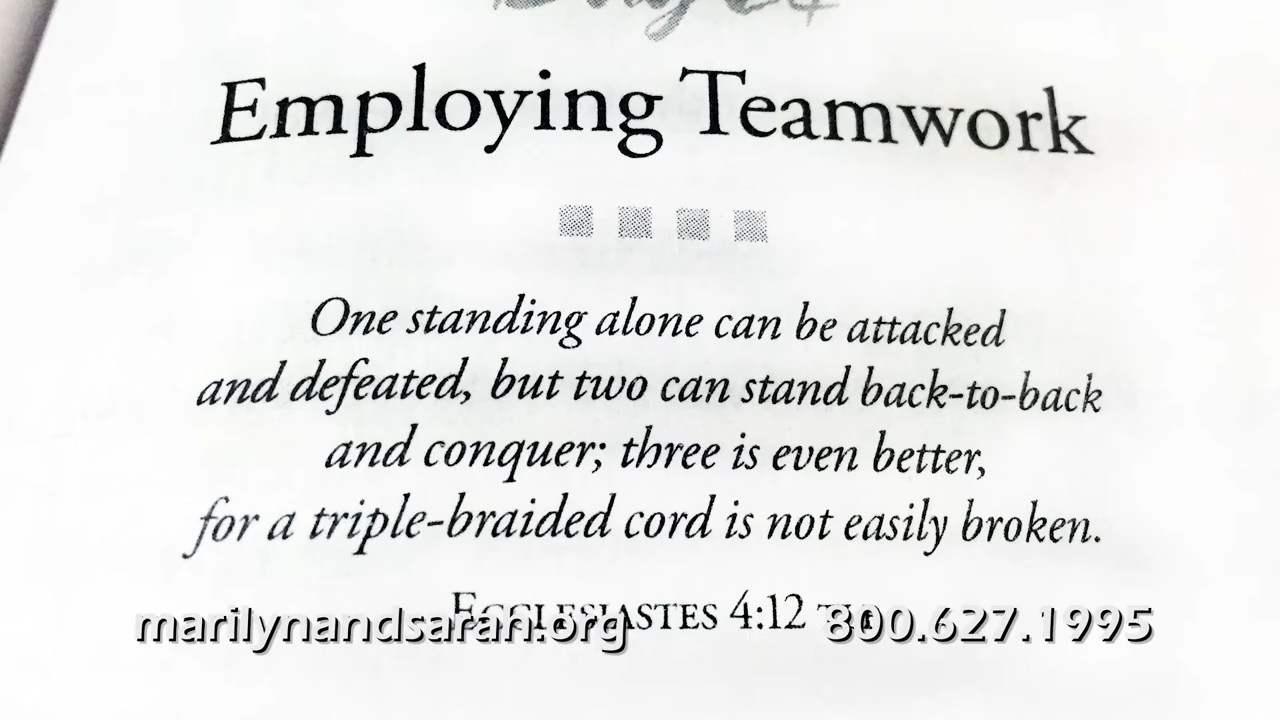 Employing Teamwork
One standing alone can be attacked
and defeated, but two can stand back-to-back
and conquer; three is even better,
for a triple-braided cord is not easily broken.
Ecclesiastes 4:12
marilynandsarah.org 800.627.1995